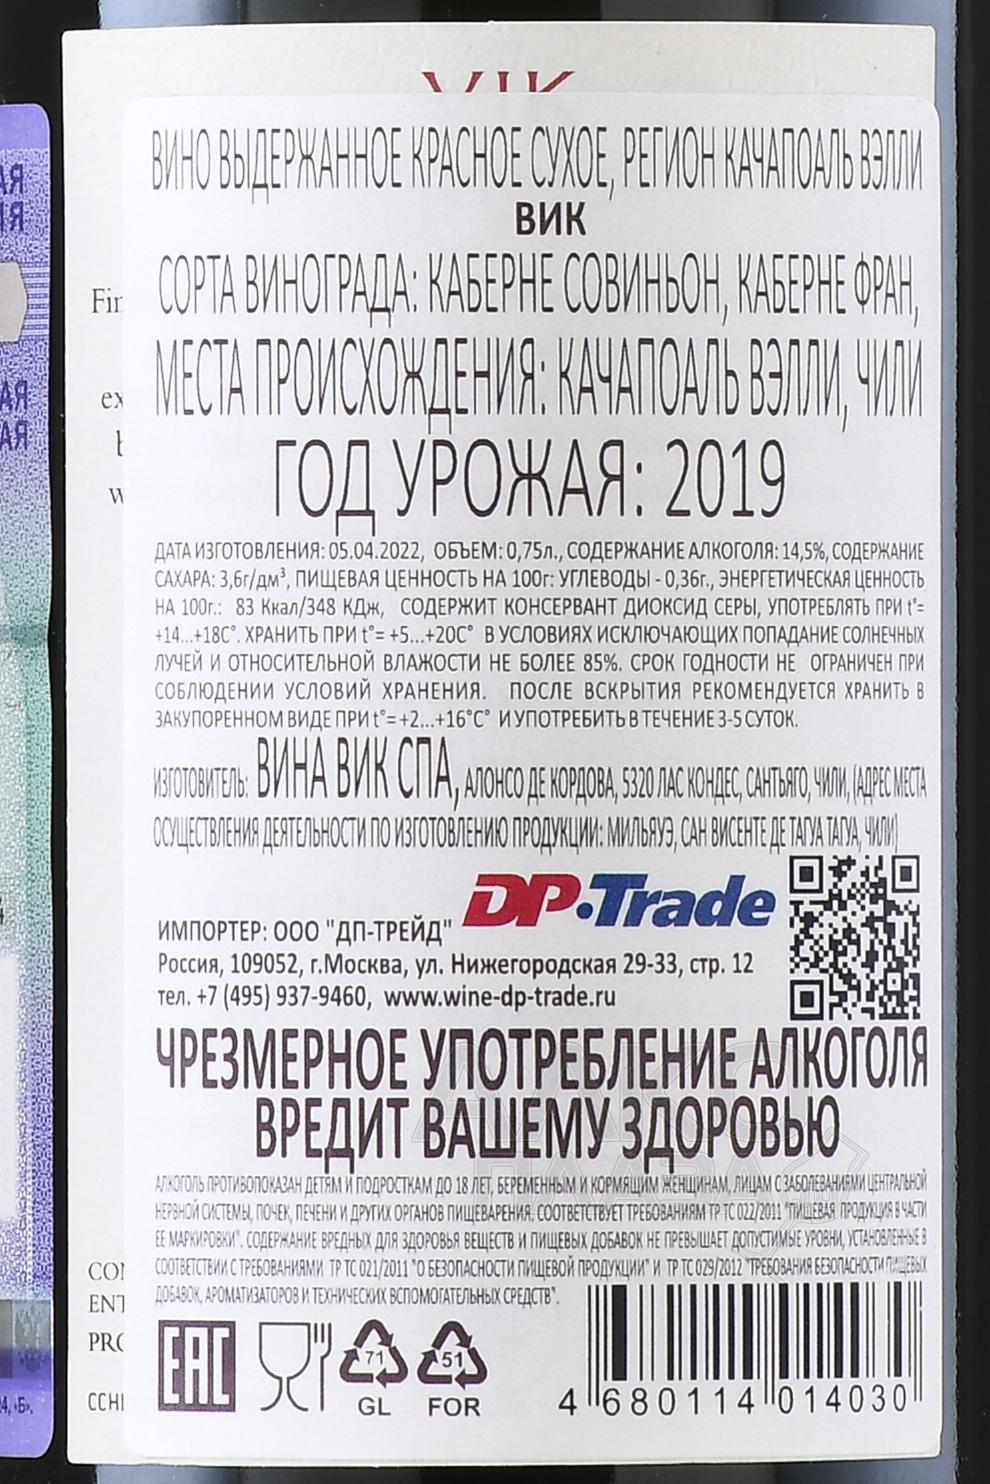 VIK
ВИНО ВЫДЕРЖАННОЕ КРАСНОЕ СУХОЕ, РЕГИОН КАЧАПОАЛЬ ВЭЛЛИ
ВИК
СОРТА ВИНОГРАДА: КАБЕРНЕ СОВИНЬОН, КАБЕРНЕ ФРАН,
МЕСТА ПРОИСХОЖДЕНИЯ: КАЧАПОАЛЬ ВЭЛЛИ, ЧИЛИ
ГОД УРОЖАЯ: 2019
ДАТА ИЗГОТОВЛЕНИЯ: 05.04.2022, ОБЪЕМ: 0,75л., СОДЕРЖАНИЕ АЛКОГОЛЯ: 14,5%, СОДЕРЖАНИЕ
САХАРА: 3,6г/дм³, ПИЩЕВАЯ ЦЕННОСТЬ НА 100г: УГЛЕВОДЫ - 0,36г., ЭНЕРГЕТИЧЕСКАЯ ЦЕННОСТЬ
НА 100г.: 83 Ккал/348 КДж, СОДЕРЖИТ КОНСЕРВАНТ ДИОКСИД СЕРЫ, УПОТРЕБЛЯТЬ ПРИ t°=
+14...+18C°. ХРАНИТЬ ПРИ t°= +5...+20C° В УСЛОВИЯХ ИСКЛЮЧАЮЩИХ ПОПАДАНИЕ СОЛНЕЧНЫХ
ЛУЧЕЙ И ОТНОСИТЕЛЬНОЙ ВЛАЖОСТИ НЕ БОЛЕЕ 85%. СРОК ГОДНОСТИ НЕ ОГРАНИЧЕН ПРИ
СОБЛЮДЕНИИ УСЛОВИЙ ХРАНЕНИЯ. ПОСЛЕ ВСКРЫТИЯ РЕКОМЕНДУЕТСЯ ХРАНИТЬ В
ЗАКУПОРЕННОМ ВИДЕ ПРИ t°= +2...+16°C° И УПОТРЕБИТЬ В ТЕЧЕНИЕ 3-5 СУТОК.
ИЗГОТОВИТЕЛЬ: ВИНА ВИК СПА, АЛОНСО ДЕ КОРДОВА, 5320 ЛАС КОНДЕС, САНТЬЯГО, ЧИЛИ, (АДРЕС МЕСТА
ОСУЩЕСТВЛЕНИЯ ДЕЯТЕЛЬНОСТИ ПО ИЗГОТОВЛЕНИЮ ПРОДУКЦИИ: МИЛЬЯУЭ, САН ВИСЕНТЕ ДЕ ТАГУА ТАГУА, ЧИЛИ)
DP·Trade
ИМПОРТЕР: ООО "ДП-ТРЕЙД"
Россия, 109052, г.Москва, ул. Нижегородская 29-33, стр. 12
тел. +7 (495) 937-9460, www.wine-dp-trade.ru
ЧРЕЗМЕРНОЕ УПОТРЕБЛЕНИЕ АЛКОГОЛЯ
ВРЕДИТ ВАШЕМУ ЗДОРОВЬЮ
АЛКОГОЛЬ ПРОТИВОПОКАЗАН ДЕТЯМ И ПОДРОСТКАМ ДО 18 ЛЕТ, БЕРЕМЕННЫМ И КОРМЯЩИМ ЖЕНЩИНАМ, ЛИЦАМ С ЗАБОЛЕВАНИЯМИ ЦЕНТРАЛЬНОЙ
НЕРВНОЙ СИСТЕМЫ, ПОЧЕК, ПЕЧЕНИ И ДРУГИХ ОРГАНОВ ПИЩЕВАРЕНИЯ. СООТВЕТСТВУЕТ ТРЕБОВАНИЯМ ТР ТС 022/2011 "ПИЩЕВАЯ ПРОДУКЦИЯ В ЧАСТИ
ЕЕ МАРКИРОВКИ". СОДЕРЖАНИЕ ВРЕДНЫХ ДЛЯ ЗДОРОВЬЯ ВЕЩЕСТВ И ПИЩЕВЫХ ДОБАВОК НЕ ПРЕВЫШАЕТ ДОПУСТИМЫЕ УРОВНИ, УСТАНОВЛЕННЫЕ В
СООТВЕТСТВИИ С ТРЕБОВАНИЯМИ ТР ТС 021/2011 "О БЕЗОПАСНОСТИ ПИЩЕВОЙ ПРОДУКЦИИ" И ТР ТС 029/2012 "ТРЕБОВАНИЯ БЕЗОПАСНОСТИ ПИЩЕВЫХ
ДОБАВОК, АРОМАТИЗАТОРОВ И ТЕХНИЧЕСКИХ ВСПОМОГАТЕЛЬНЫХ СРЕДСТВ".
EAC
71
GL
51
FOR
4 680114 014030